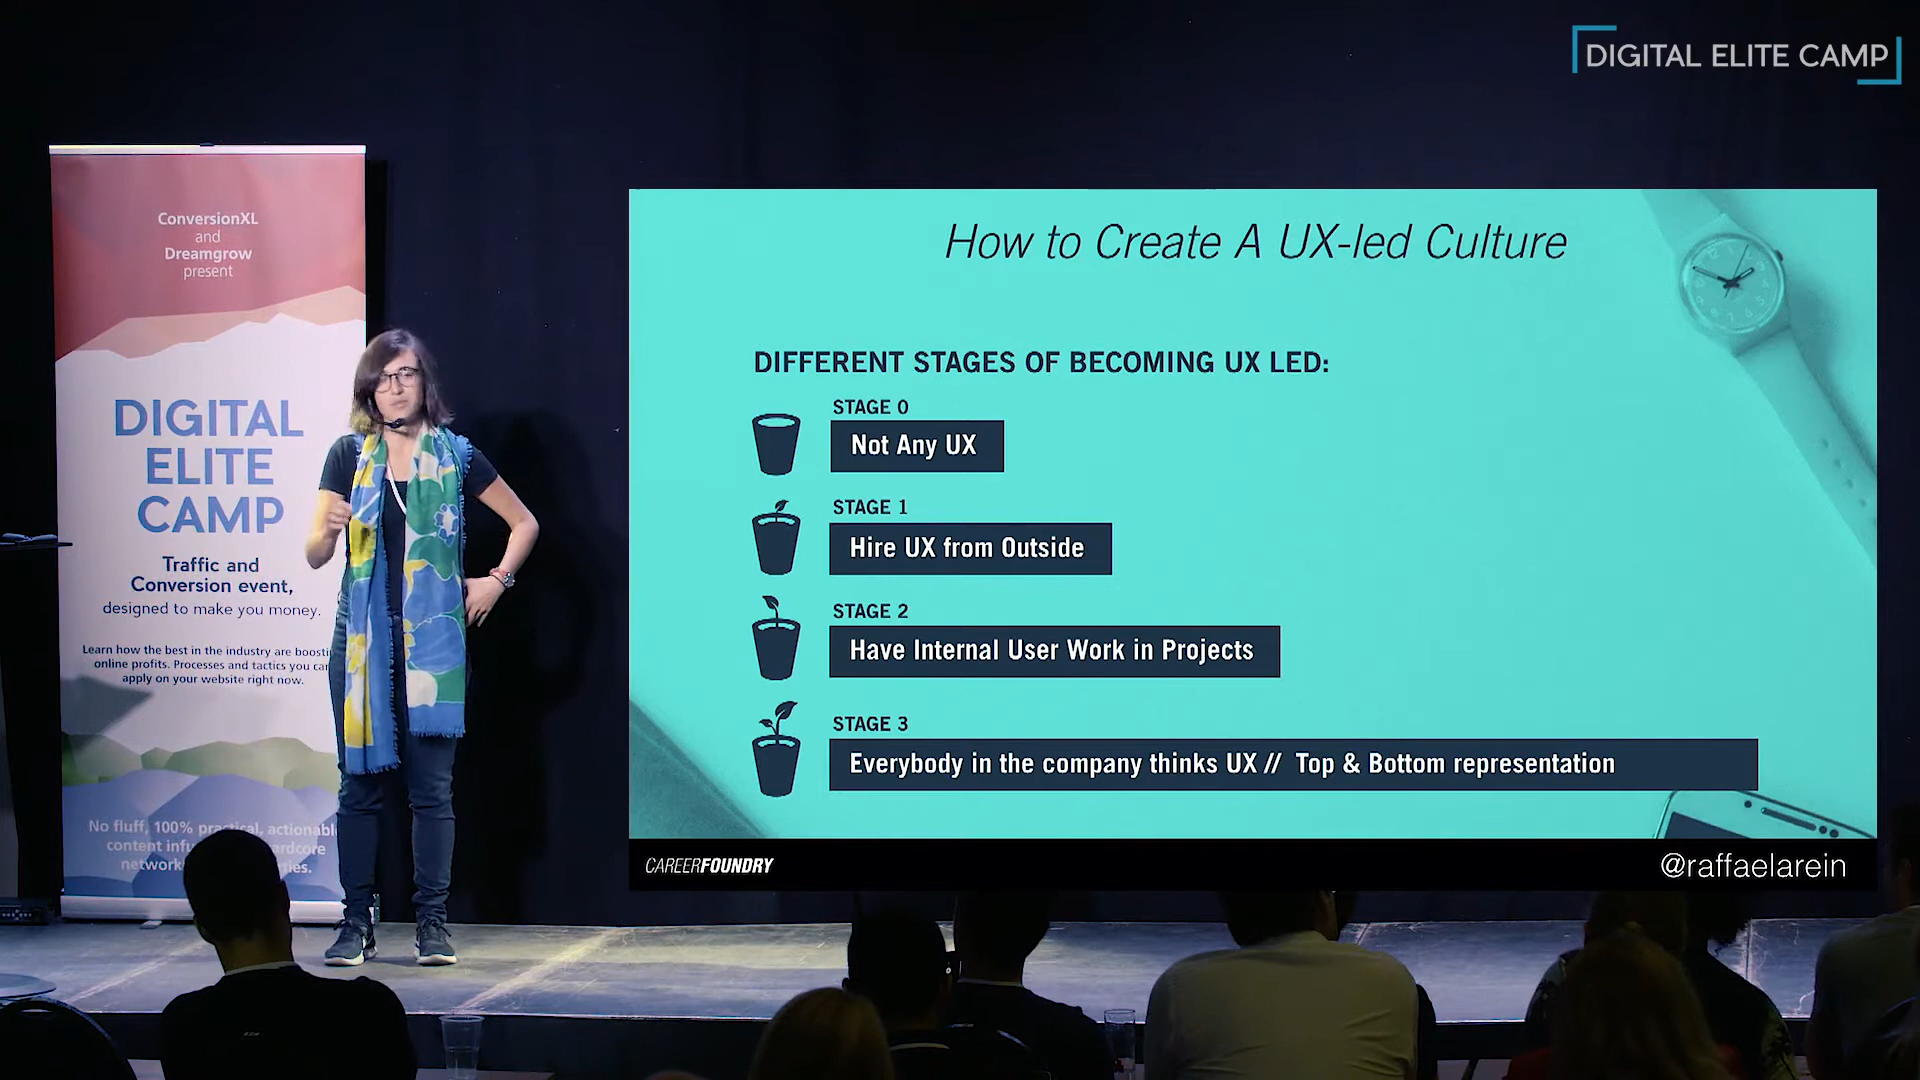 DIGITAL ELITE CAMP
ConversionXL
and
Dreamgrow
present
DIGITAL
ELITE
CAMP
Traffic and
Conversion event,
designed to make you money.
Learn how the best in the industry are
online profits. Processes and tactics you can
apply on your website right now.
No fluff, 100%
content
How to Create A UX-led Culture
DIFFERENT STAGES OF BECOMING UX LED:
STAGE 0
Not Any UX
STAGE 1
Hire UX from Outside
STAGE 2
Have Internal User Work in Projects
STAGE 3
Everybody in the company thinks UX // Top & Bottom representation
CAREERFOUNDRY
@raffaelarein